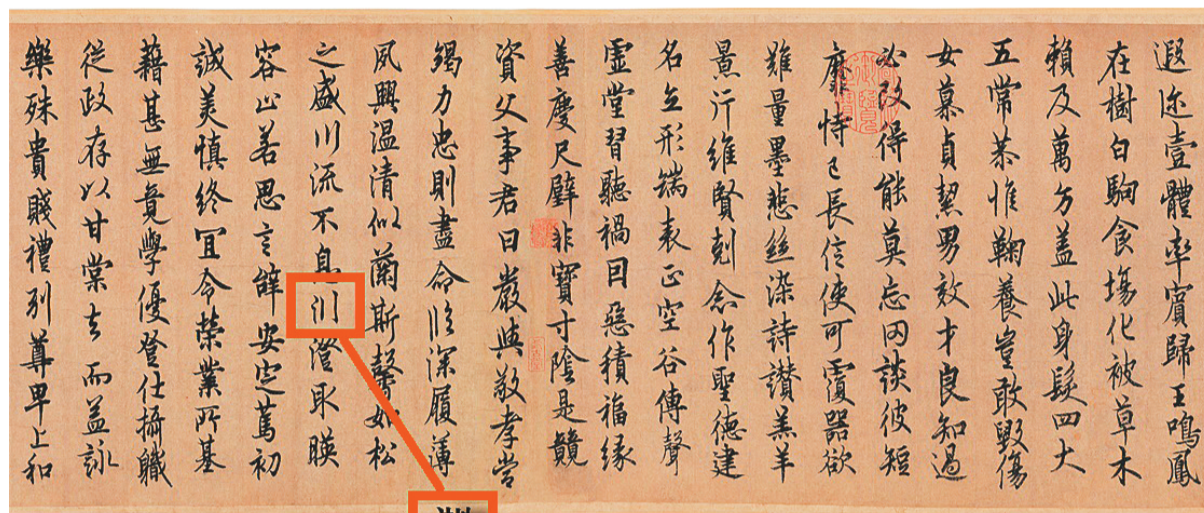 遐迩壹體率賓歸王鳴鳳
在樹白駒食場化被草木
賴及萬方盖此身髮四大
五常恭惟鞠養豈敢毀傷
女慕貞絜男效才良知過
必改得能莫忘罔談彼短
靡恃己長信使可覆器欲
難量墨悲絲染詩讚羔羊
景行維賢剋念作聖德建
名立形端表正空谷傳聲
虛堂習聽禍因惡積福緣
善慶尺璧非寶寸陰是競
資父事君曰嚴與敬孝當
竭力忠則盡命臨深履薄
夙興温凊似蘭斯馨如松
之盛川流不息澄取暎
容止若思言辭安定篤初
誠美慎終宜令榮業所基
藉甚無竟學優登仕攝職
從政存以甘棠去而益詠
樂殊貴賤禮別尊卑上和